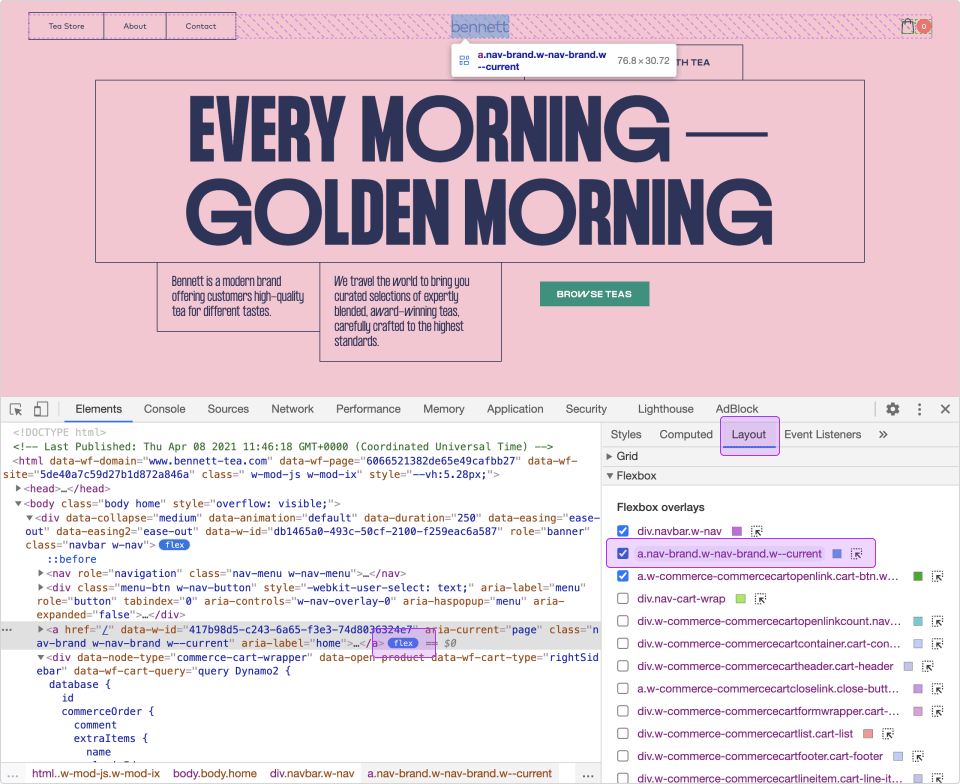 Tea Store About Contact bennett 0
a.nav-brand.w-nav-brand.w 76.8 × 30.72
--current
TH TEA
EVERY MORNING —
GOLDEN MORNING
Bennett is a modern brand
offering customers high-quality
tea for different tastes.
We travel the world to bring you
curated selections of expertly
blended, award-winning teas,
carefully crafted to the highest
standards.
BROWSE TEAS
Elements Console Sources Network Performance Memory Application Security Lighthouse AdBlock
<!DOCTYPE html>
<!-- Last Published: Thu Apr 08 2021 11:46:18 GMT+0000 (Coordinated Universal Time) -->
<html data-wf-domain="www.bennett-tea.com" data-wf-page="6066521382de65e49cafbb27" data-wf-
site="5de40a7c59d27b1d872a846a" class="w-mod-js w-mod-ix" style="--vh:5.28px;">
<head>…</head>
<body class="body home" style="overflow: visible;">
<div data-collapse="medium" data-animation="default" data-duration="250" data-easing="ease-
out" data-easing2="ease-out" data-w-id="db1465a0-493c-50cf-2100-f259eac6a587" role="banner"
class="navbar w-nav"> flex
::before
<nav role="navigation" class="nav-menu w-nav-menu">…</nav>
<div class="menu-btn w-nav-button" style="-webkit-user-select: text;" aria-label="menu"
role="button" tabindex="0" aria-controls="w-nav-overlay-0" aria-haspopup="menu" aria-
expanded="false">…</div>
<a href="/" data-w-id="417b98d5-c243-6a65-f3e3-74d8036324e7" aria-current="page" class="n
av-brand w-nav-brand w--current" aria-label="home">…</a> flex == $0
<div data-node-type="commerce-cart-wrapper" data-open-product data-wf-cart-type="rightSid
ebar" data-wf-cart-query="query Dynamo2 {
database {
id
commerceOrder {
comment
extraItems {
name
html..w-mod-js.w-mod-ix body.body.home div.navbar.w-nav a.nav-brand.w-nav-brand.w--current …
Styles Computed Layout Event Listeners »
Grid
Flexbox
Flexbox overlays
div.navbar.w-nav
a.nav-brand.w-nav-brand.w--current
a.w-commerce-commercecartopenlink.cart-btn.w…
div.nav-cart-wrap
div.w-commerce-commercecartopenlinkcount.nav…
div.w-commerce-commercecartcontainer.cart-con…
div.w-commerce-commercecartheader.cart-header
a.w-commerce-commercecartcloselink.close-butt…
div.w-commerce-commercecartformwrapper.cart-…
div.w-commerce-commercecartlist.cart-list
div.w-commerce-commercecartfooter.cart-footer
div.w-commerce-commercecartlineitem.cart-line-it…